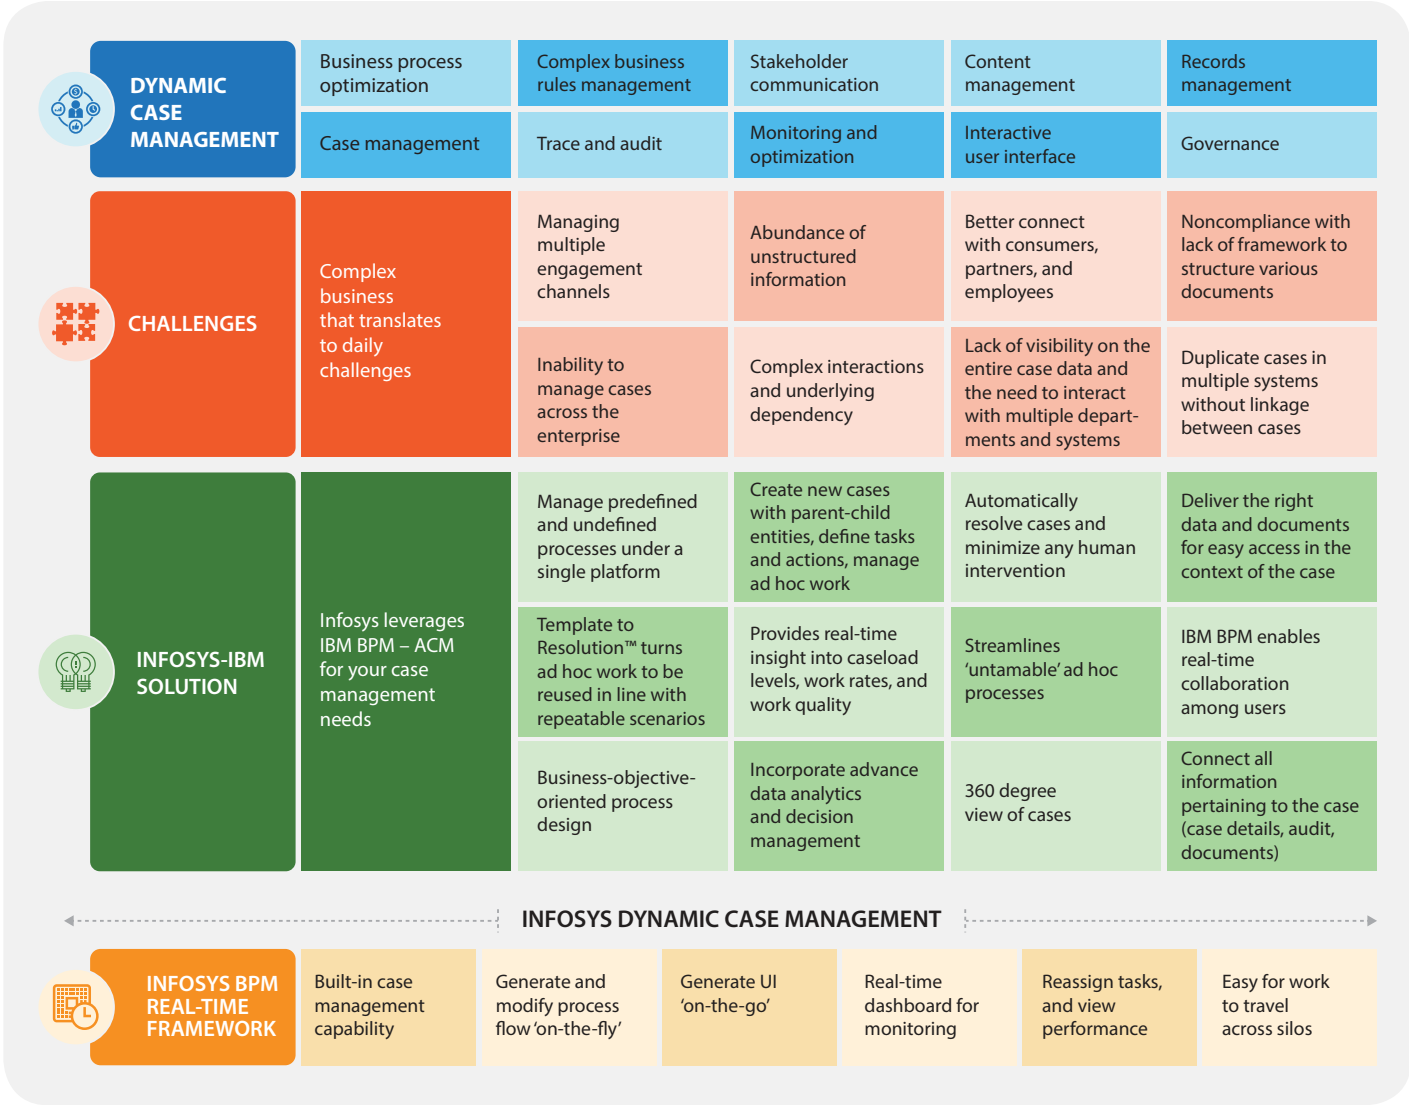 DYNAMIC
CASE
MANAGEMENT
Business process
optimization
Complex business
rules management
Stakeholder
communication
Content
management
Records
management
Case management
Trace and audit
Monitoring and
optimization
Interactive
user interface
Governance
CHALLENGES
Complex
business
that translates
to daily
challenges
Managing
multiple
engagement
channels
Abundance of
unstructured
information
Better connect
with consumers,
partners, and
employees
Noncompliance with
lack of framework to
structure various
documents
Inability to
manage cases
across the
enterprise
Complex interactions
and underlying
dependency
Lack of visibility on the
entire case data and
the need to interact
with multiple depart-
ments and systems
Duplicate cases in
multiple systems
without linkage
between cases
INFOSYS-IBM
SOLUTION
Infosys leverages
IBM BPM – ACM
for your case
management
needs
Manage predefined
and undefined
processes under a
single platform
Create new cases
with parent-child
entities, define tasks
and actions, manage
ad hoc work
Automatically
resolve cases and
minimize any human
intervention
Deliver the right
data and documents
for easy access in the
context of the case
Template to
Resolution™ turns
ad hoc work to be
reused in line with
repeatable scenarios
Provides real-time
insight into caseload
levels, work rates, and
work quality
Streamlines
‘untamable’ ad hoc
processes
IBM BPM enables
real-time
collaboration
among users
Business-objective-
oriented process
design
Incorporate advance
data analytics
and decision
management
360 degree
view of cases
Connect all
information
pertaining to the case
(case details, audit,
documents)
INFOSYS DYNAMIC CASE MANAGEMENT
INFOSYS BPM
REAL-TIME
FRAMEWORK
Built-in case
management
capability
Generate and
modify process
flow ‘on-the-fly’
Generate UI
‘on-the-go’
Real-time
dashboard for
monitoring
Reassign tasks,
and view
performance
Easy for work
to travel
across silos